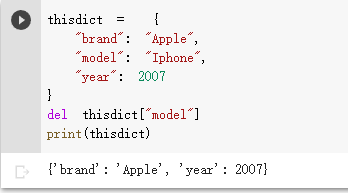 thisdict = {
    "brand": "Apple",
    "model": "Iphone",
    "year": 2007
}
del thisdict["model"]
print(thisdict)
{'brand': 'Apple', 'year': 2007}